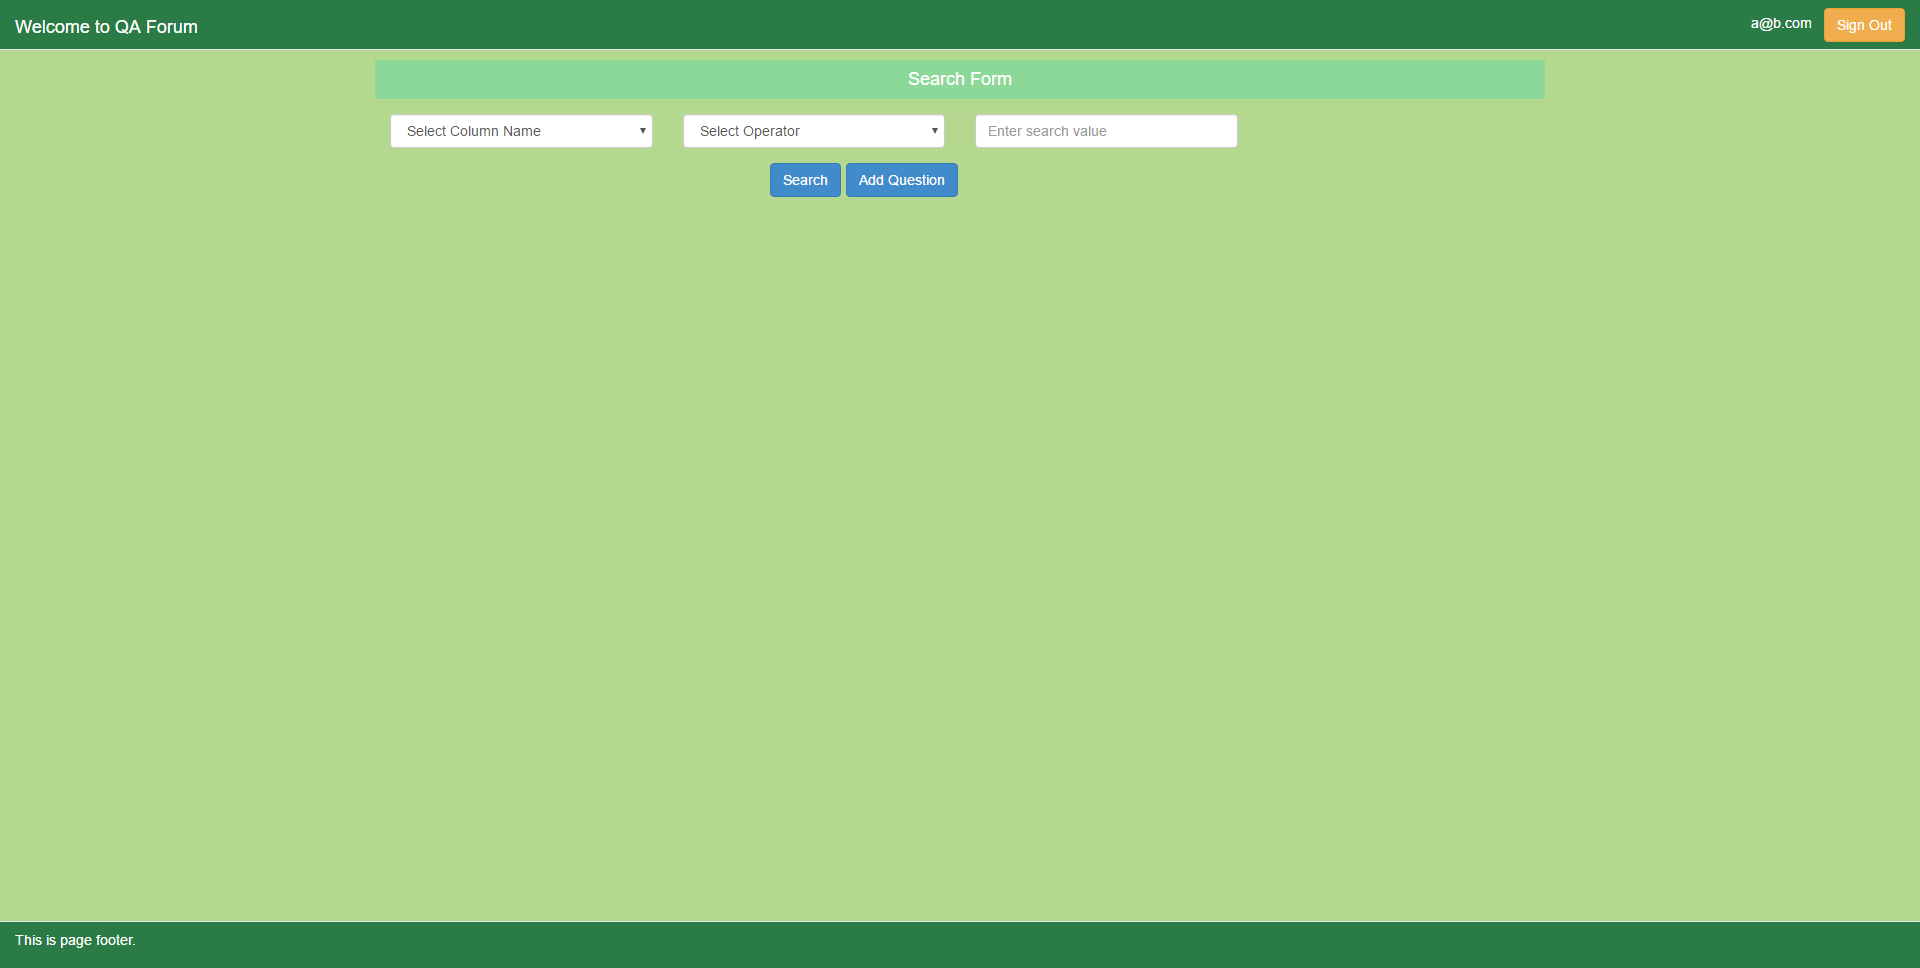 Welcome to QA Forum
a@b.com Sign Out
Search Form
Select Column Name Select Operator Enter search value
Search Add Question
This is page footer.